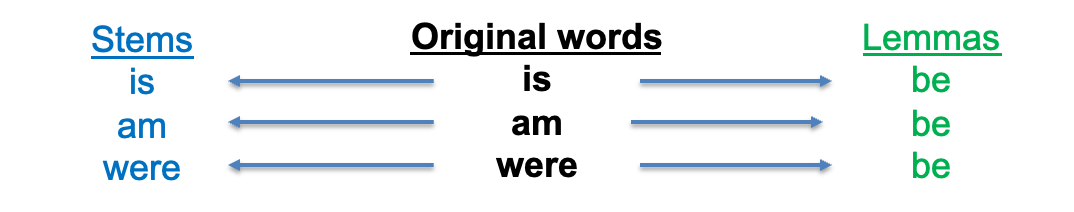 Stems Original words Lemmas
is is be
am am be
were were be